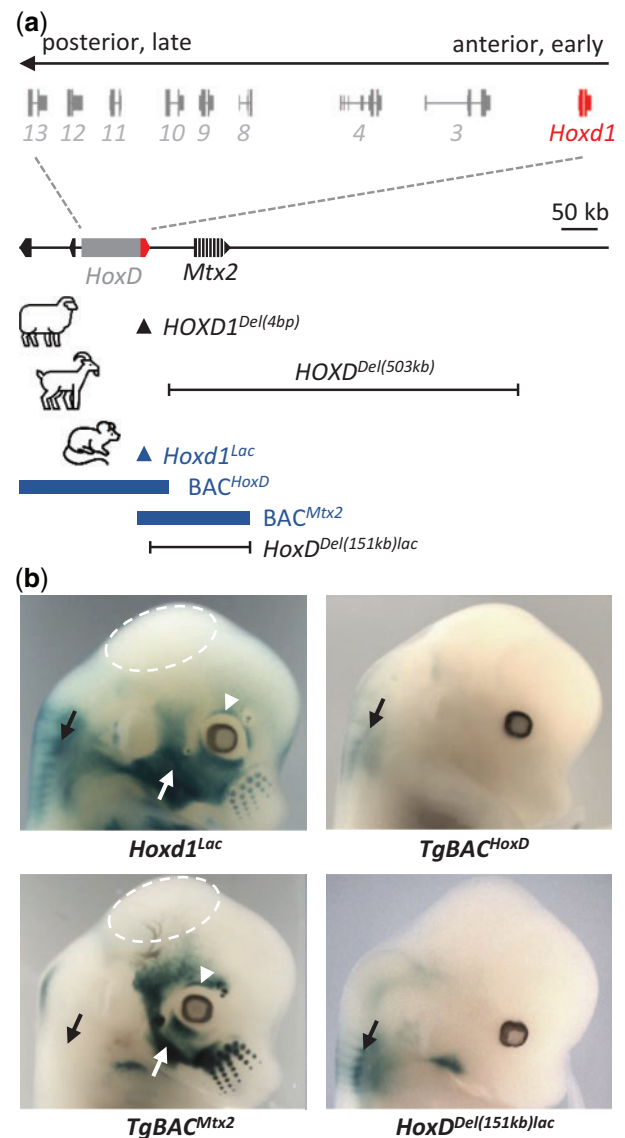 (a)
posterior, late anterior, early
13 12 11 10 9 8 4 3 Hoxd1
50 kb
HoxD Mtx2
HOXD1Del(4bp)
HOXDDel(503kb)
Hoxd1Lac
BACHoxD
BACMtx2
HoxDDel(151kb)lac
(b)
Hoxd1Lac TgBACHoxD
TgBACMtx2 HoxDDel(151kb)lac